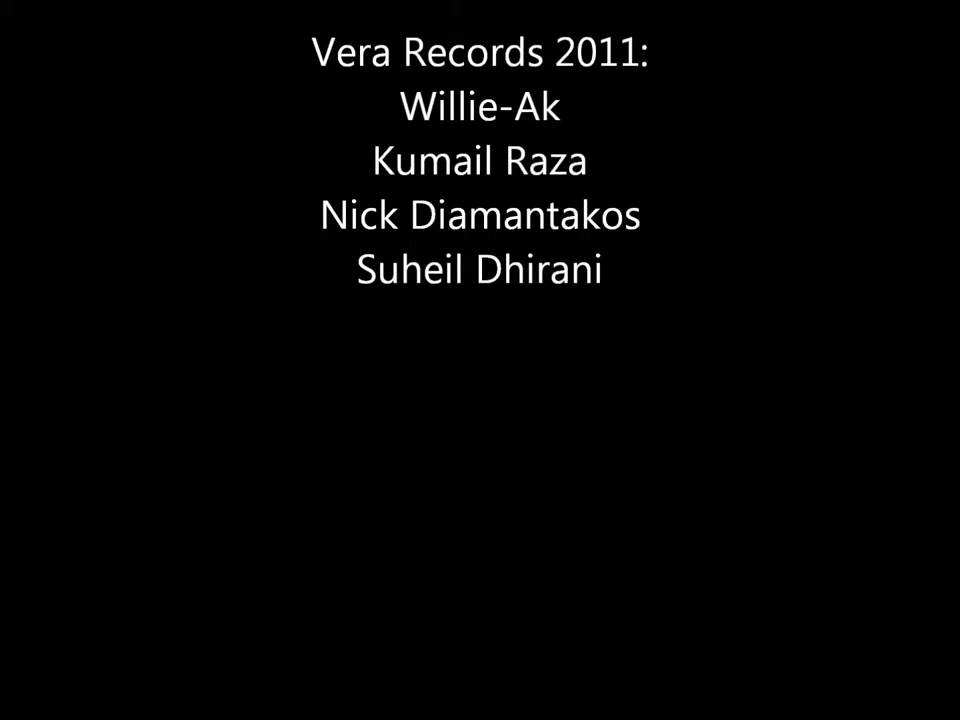 Vera Records 2011:
Willie-Ak
Kumail Raza
Nick Diamantakos
Suheil Dhirani